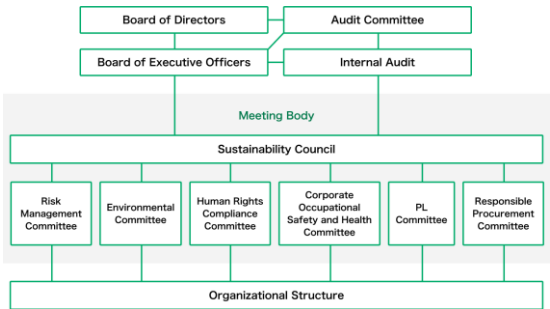 Board of Directors
Audit Committee
Board of Executive Officers
Internal Audit
Meeting Body
Sustainability Council
Risk
Management
Committee
Environmental
Committee
Human Rights
Compliance
Committee
Corporate
Occupational
Safety and Health
Committee
PL
Committee
Responsible
Procurement
Committee
Organizational Structure